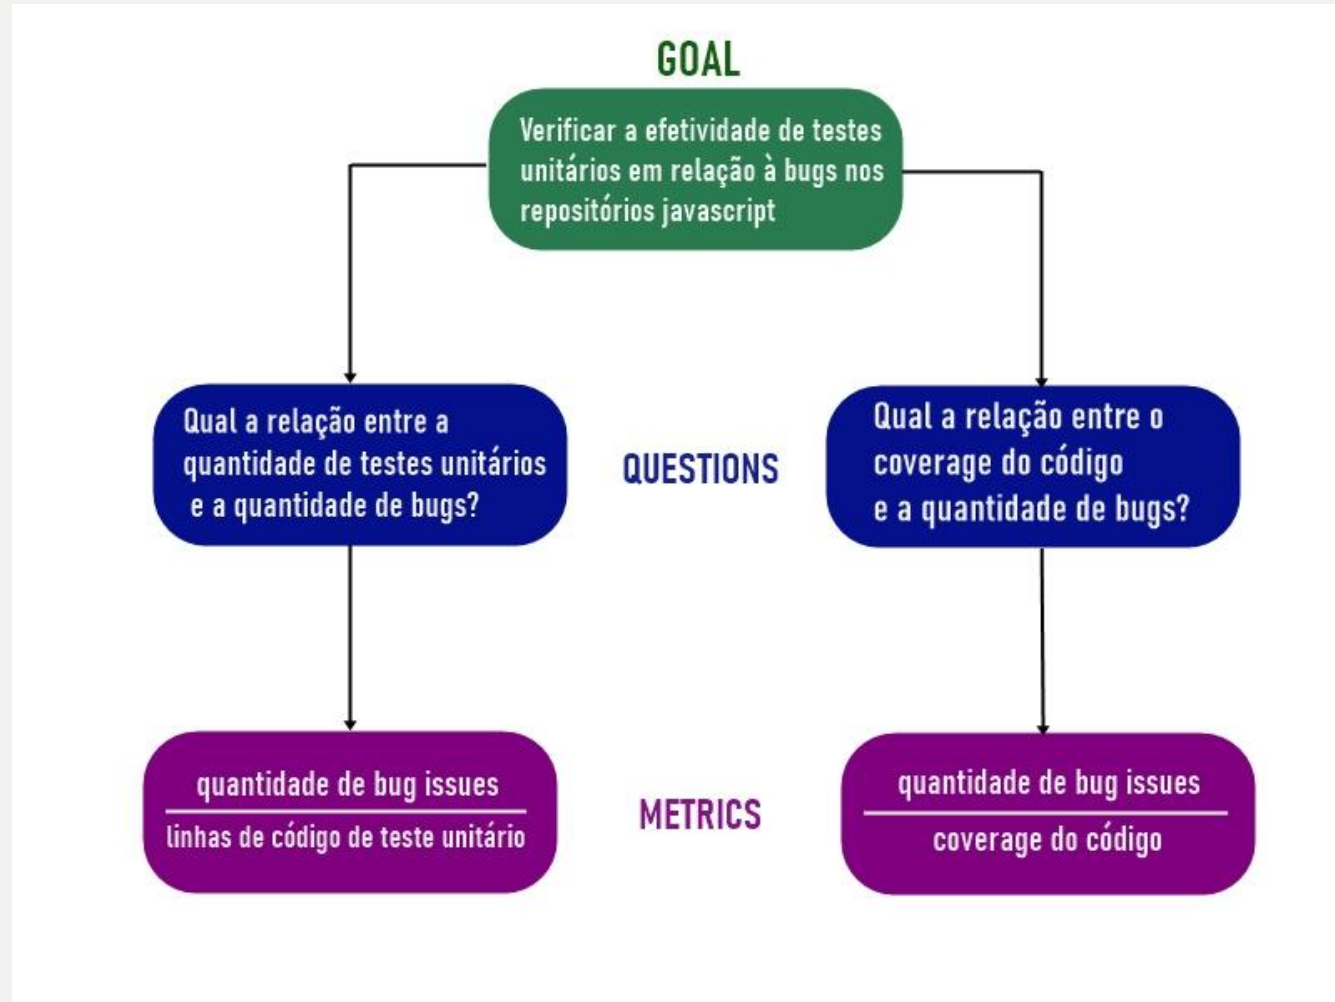 GOAL
Verificar a efetividade de testes
unitários em relação à bugs nos
repositórios javascript
Qual a relação entre a
quantidade de testes unitários
e a quantidade de bugs?
QUESTIONS
Qual a relação entre o
coverage do código
e a quantidade de bugs?
quantidade de bug issues
linhas de código de teste unitário
METRICS
quantidade de bug issues
coverage do código